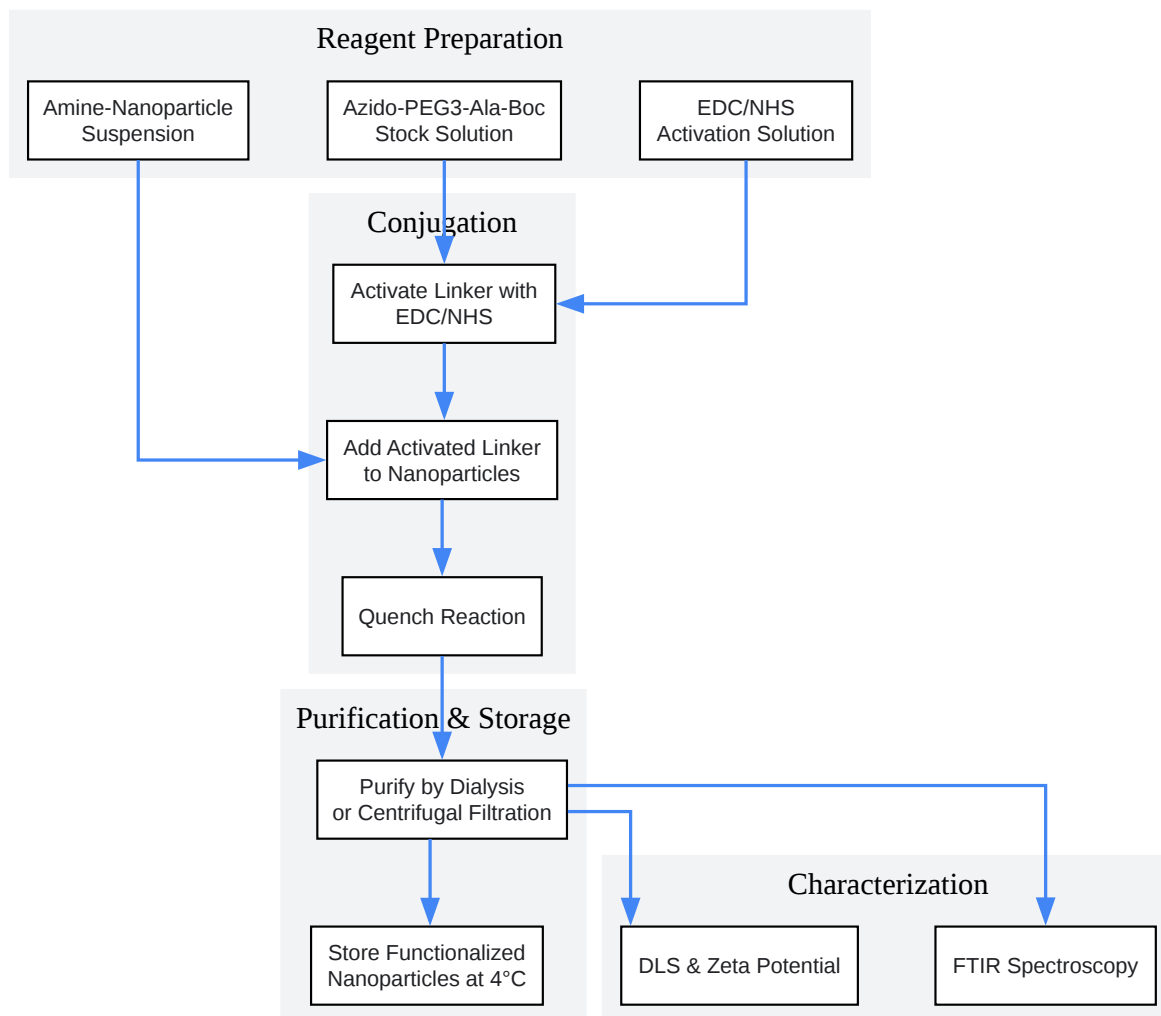 Reagent Preparation
Amine-Nanoparticle
Suspension
Azido-PEG3-Ala-Boc
Stock Solution
EDC/NHS
Activation Solution
Conjugation
Activate Linker with
EDC/NHS
Add Activated Linker
to Nanoparticles
Quench Reaction
Purification & Storage
Purify by Dialysis
or Centrifugal Filtration
Characterization
Store Functionalized
Nanoparticles at 4°C
DLS & Zeta Potential
FTIR Spectroscopy